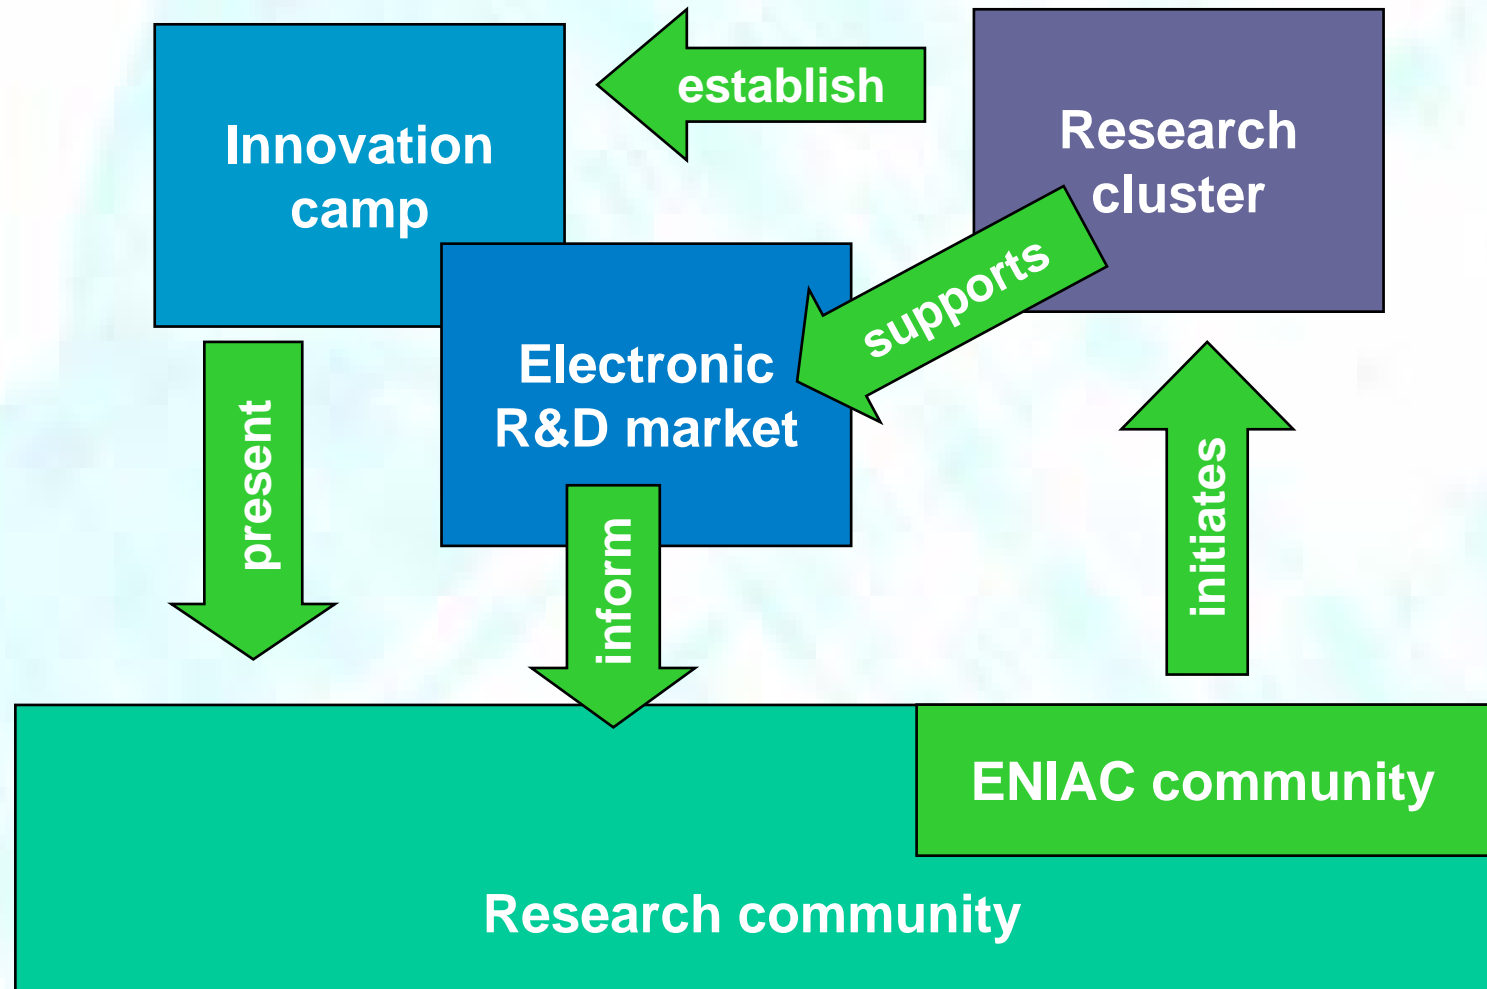 establish
Research
cluster
Innovation
camp
supports
Electronic
R&D market
present
inform
initiates
ENIAC community
Research community